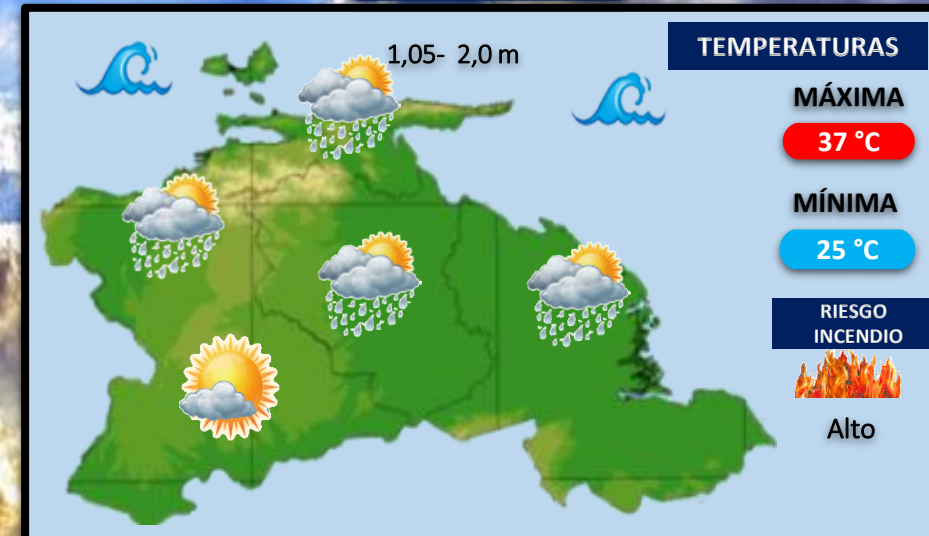 1,05- 2,0 m
TEMPERATURAS
MÁXIMA
37 °C
MÍNIMA
25 °C
RIESGO
INCENDIO
Alto